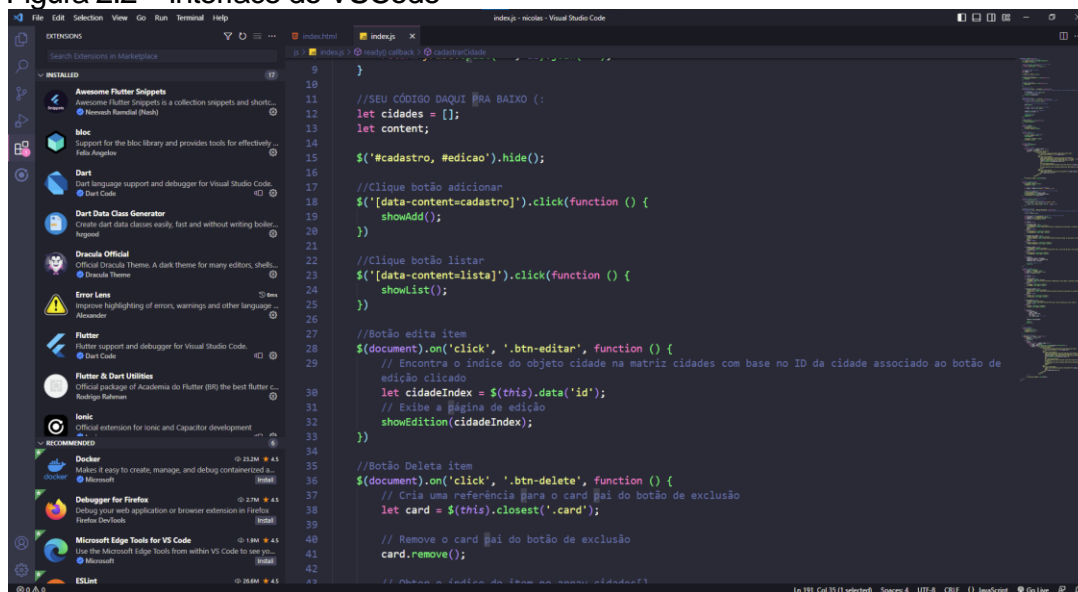 Figura 2.2 – Interface do VSCode
File Edit Selection View Go Run Terminal Help
index.js - nicolas - Visual Studio Code
EXTENSIONS
Search Extensions in Marketplace
INSTALLED 17
Awesome Flutter Snippets
Awesome Flutter Snippets is a collection snippets and shortc...
Neevash Ramdial (Nash)
bloc
Support for the bloc library and provides tools for effectively ...
Felix Angelov
Dart
Dart language support and debugger for Visual Studio Code.
Dart Code
Dart Data Class Generator
Create dart data classes easily, fast and without writing boiler...
hzgood
Dracula Official
Official Dracula Theme. A dark theme for many editors, shells...
Dracula Theme
Error Lens 6ms
Improve highlighting of errors, warnings and other language ...
Alexander
Flutter
Flutter support and debugger for Visual Studio Code.
Dart Code
Flutter & Dart Utilities
Official package of Academia do Flutter (BR) the best flutter c...
Rodrigo Rahman
Ionic
Official extension for Ionic and Capacitor development
RECOMMENDED 6
Docker 23.2M 4.5
Makes it easy to create, manage, and debug containerized a...
Microsoft Install
Debugger for Firefox 2.7M 4.5
Debug your web application or browser extension in Firefox
Firefox DevTools Install
Microsoft Edge Tools for VS Code 1.9M 4.5
Use the Microsoft Edge Tools from within VS Code to see yo...
Microsoft Install
ESLint 26.6M 4.5
index.html index.js
js > index.js > ready() callback > cadastrarCidade
9 }
10
11 //SEU CÓDIGO DAQUI PRA BAIXO (:
12 let cidades = [];
13 let content;
14
15 $('#cadastro, #edicao').hide();
16
17 //Clique botão adicionar
18 $('[data-content=cadastro]').click(function () {
19 showAdd();
20 })
21
22 //Clique botão listar
23 $('[data-content=lista]').click(function () {
24 showList();
25 })
26
27 //Botão edita item
28 $(document).on('click', '.btn-editar', function () {
29 // Encontra o índice do objeto cidade na matriz cidades com base no ID da cidade associado ao botão de
edição clicado
30 let cidadeIndex = $(this).data('id');
31 // Exibe a página de edição
32 showEdition(cidadeIndex);
33 })
34
35 //Botão Deleta item
36 $(document).on('click', '.btn-delete', function () {
37 // Cria uma referência para o card pai do botão de exclusão
38 let card = $(this).closest('.card');
39
40 // Remove o card pai do botão de exclusão
41 card.remove();
42
43 // Obtem o índice do item no array cidades[]
0 0 Ln 191, Col 35 (1 selected) Spaces: 4 UTF-8 CRLF {} JavaScript Go Live